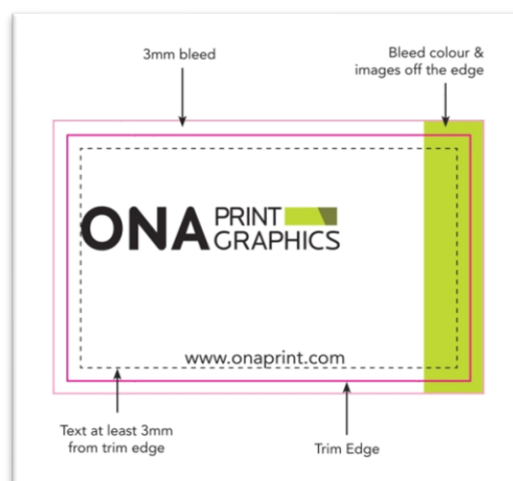 3mm bleed
Bleed colour &
images off the edge
ONA PRINT
GRAPHICS
www.onaprint.com
Text at least 3mm
from trim edge
Trim Edge